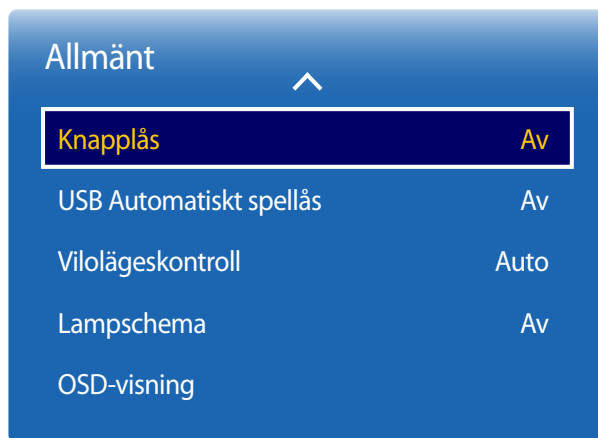 Allmänt
Knapplås Av
USB Automatiskt spellås Av
Vilolägeskontroll Auto
Lampschema Av
OSD-visning